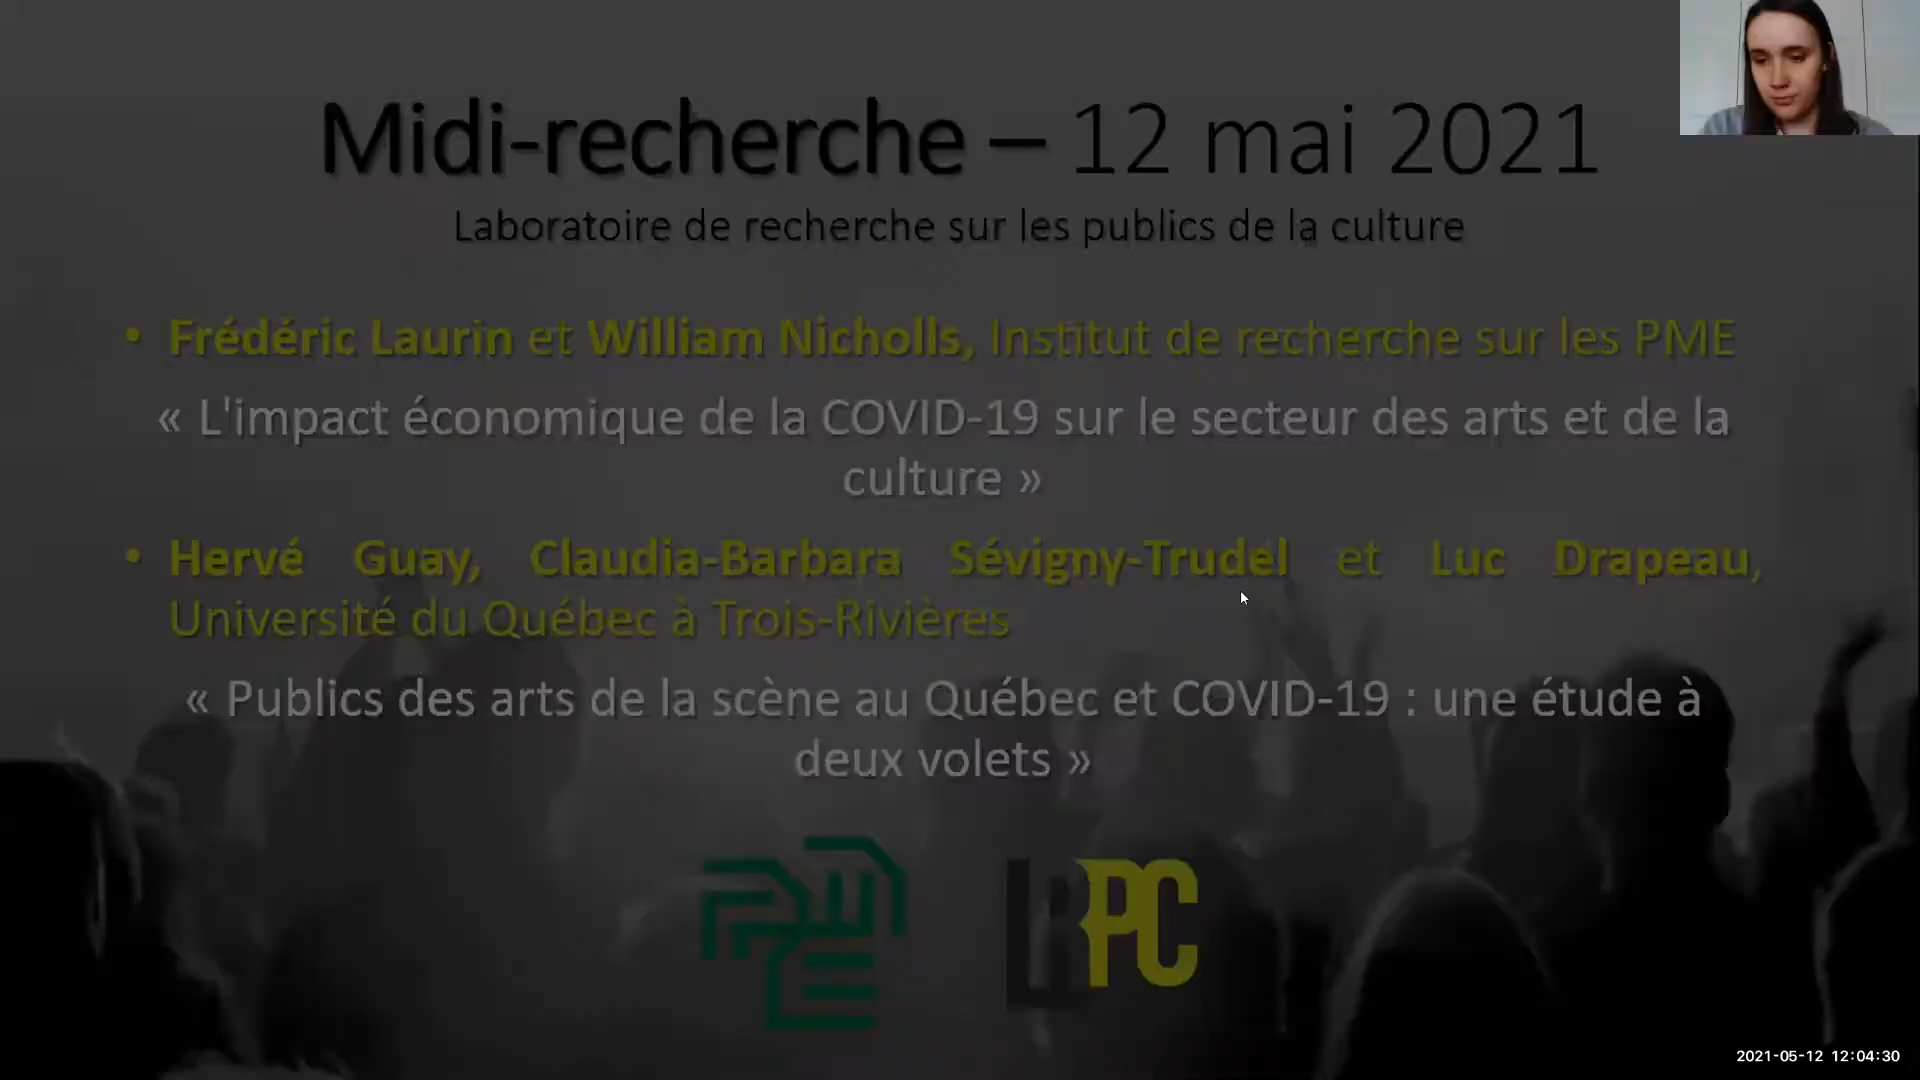 Midi-recherche – 12 mai 2021
Laboratoire de recherche sur les publics de la culture
• Frédéric Laurin et William Nicholls, Institut de recherche sur les PME
« L'impact économique de la COVID-19 sur le secteur des arts et de la
culture »
• Hervé Guay, Claudia-Barbara Sévigny-Trudel et Luc Drapeau,
Université du Québec à Trois-Rivières
« Publics des arts de la scène au Québec et COVID-19 : une étude à
deux volets »
PME
LRPC
2021-05-12 12:04:30